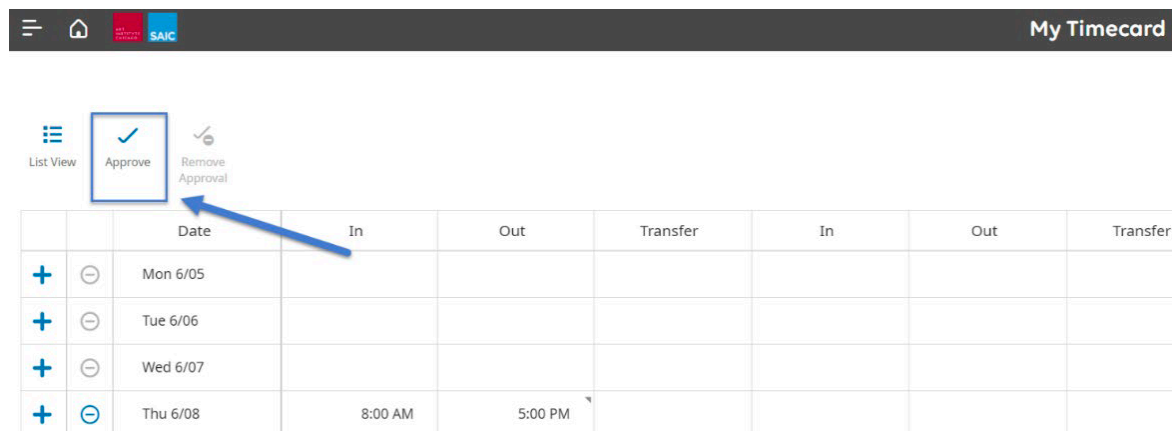 SAIC
My Timecard
List View
Approve
Remove
Approval
Date In Out Transfer In Out Transfer
Mon 6/05
Tue 6/06
Wed 6/07
Thu 6/08 8:00 AM 5:00 PM